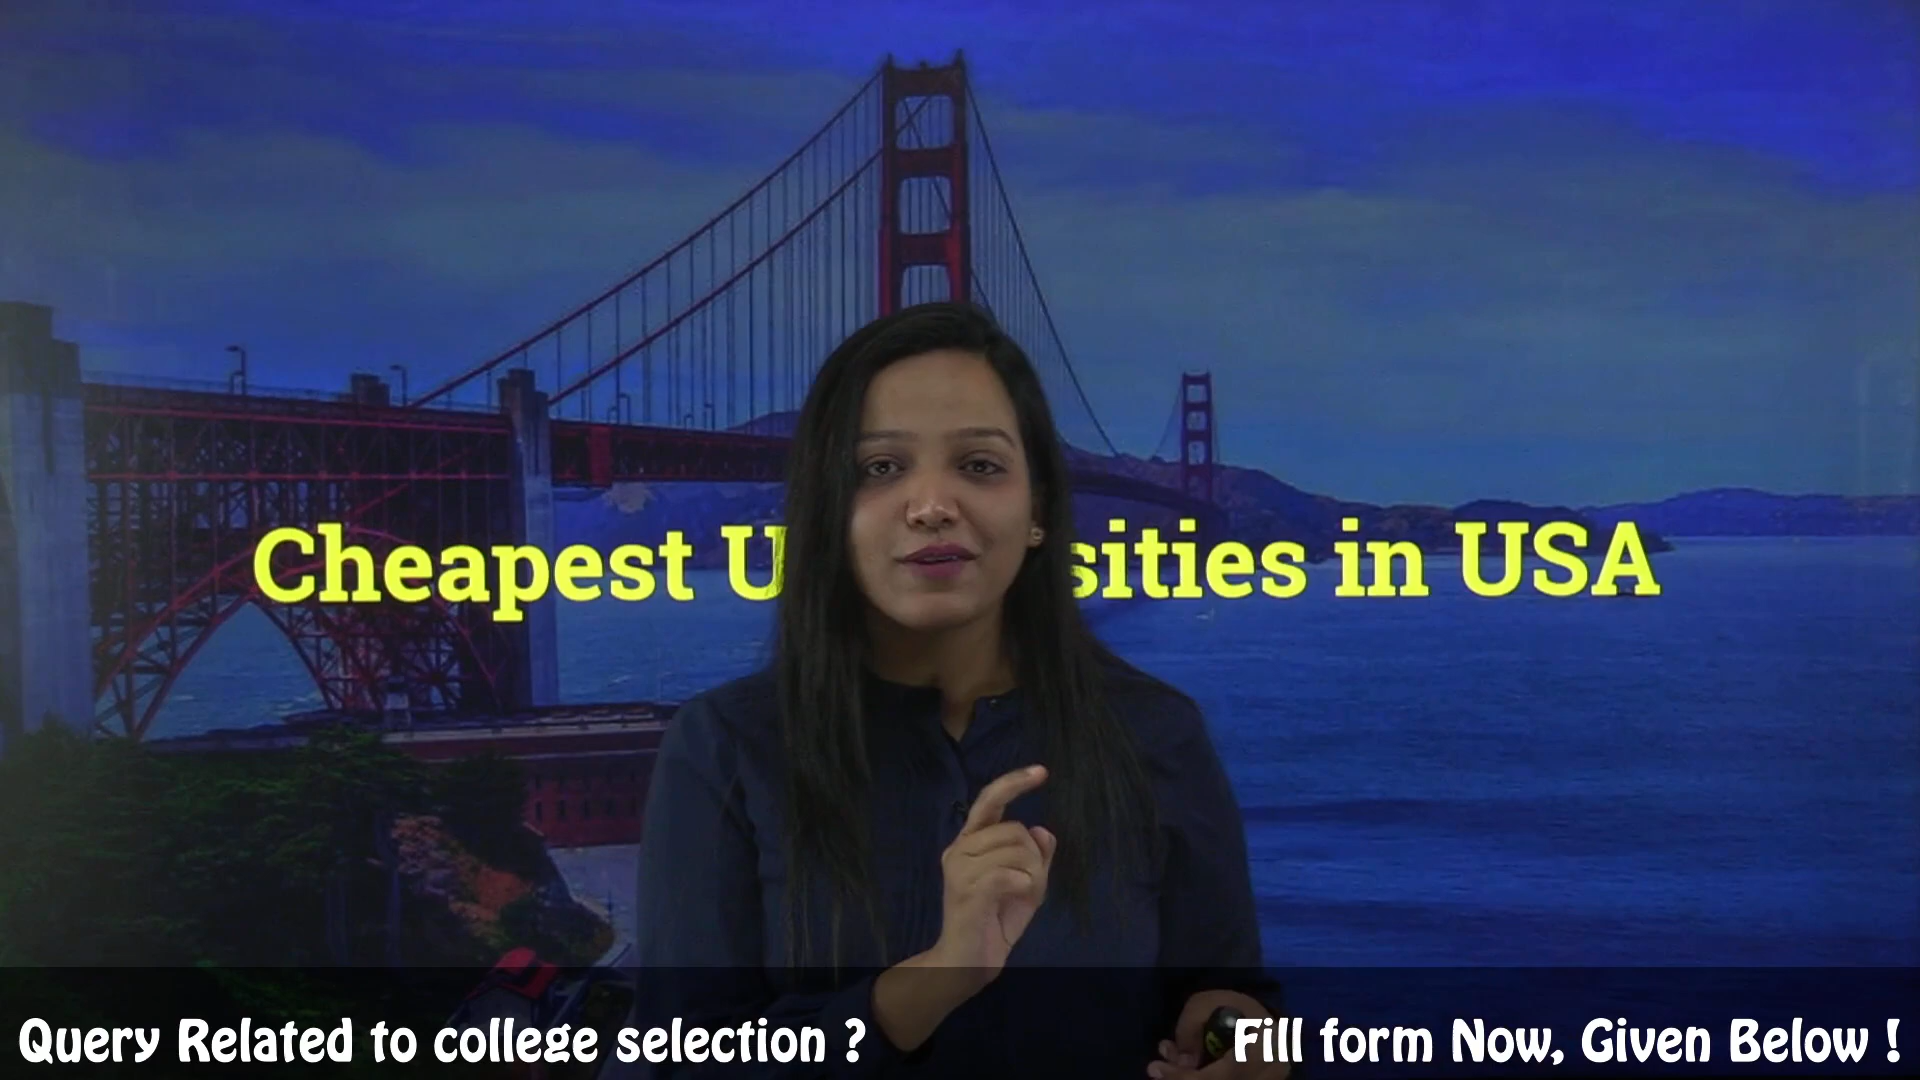 Cheapest U sities in USA
Query Related to college selection ?
Fill form Now, Given Below !